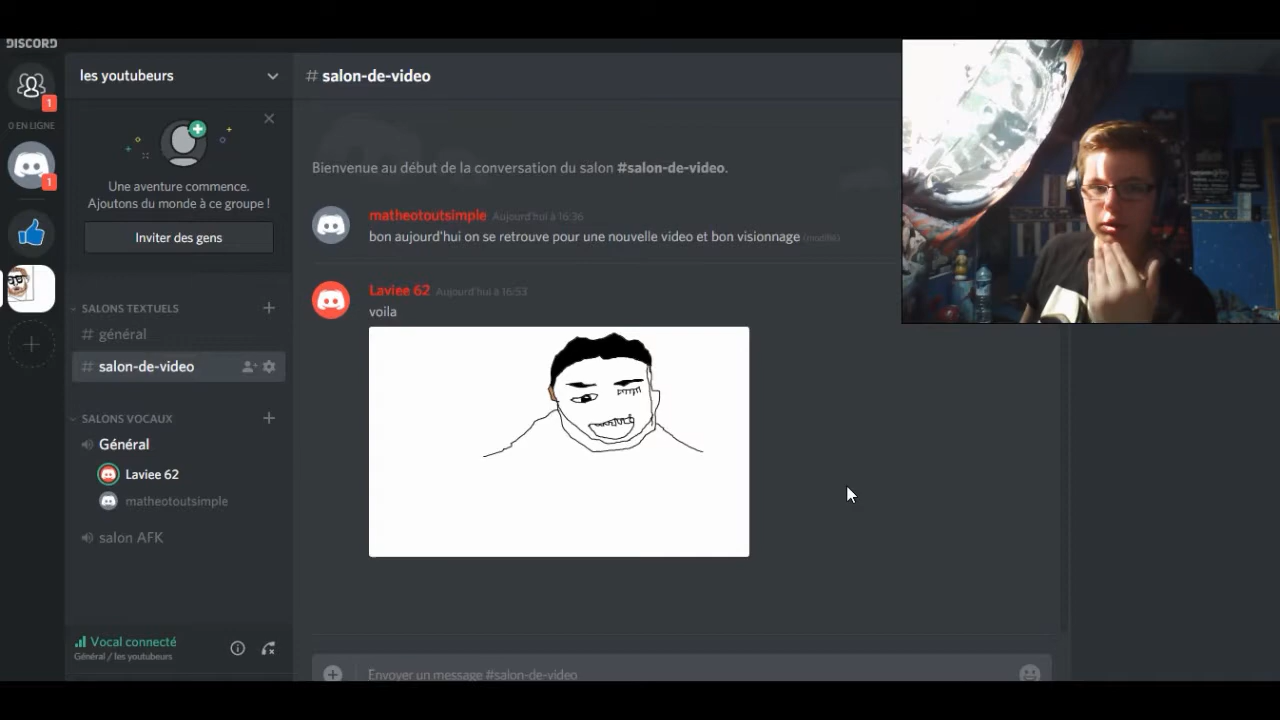 DISCORD
1
0 EN LIGNE
1
les youtubeurs
Une aventure commence.
Ajoutons du monde à ce groupe !
Inviter des gens
SALONS TEXTUELS
# général
# salon-de-video
SALONS VOCAUX
Général
Laviee 62
matheotoutsimple
salon AFK
Vocal connecté
Général / les youtubeurs
# salon-de-video
Bienvenue au début de la conversation du salon #salon-de-video.
matheotoutsimple Aujourd'hui à 16:36
bon aujourd'hui on se retrouve pour une nouvelle video et bon visionnage (modifié)
Laviee 62 Aujourd'hui à 16:53
voila
Envoyer un message #salon-de-video